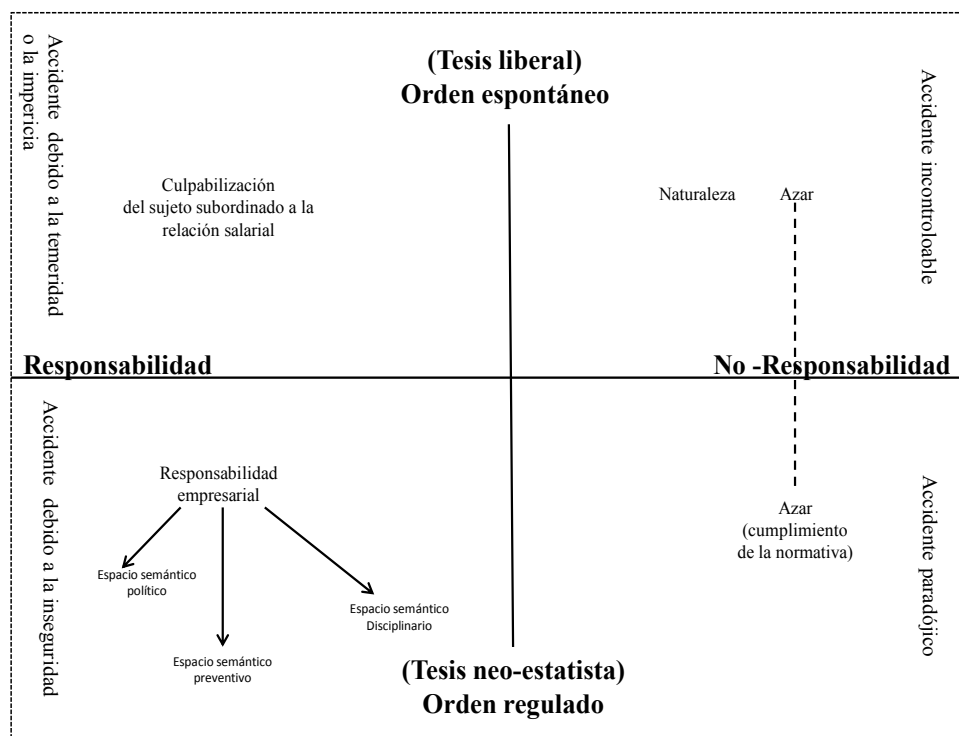 Accidente debido a la temeridad
o la impericia
(Tesis liberal)
Orden espontáneo
Accidente incontroloable
Culpabilización
del sujeto subordinado a la
relación salarial
Naturaleza
Azar
Responsabilidad
No -Responsabilidad
Accidente debido a la inseguridad
Responsabilidad
empresarial
Espacio semántico
político
Espacio semántico
preventivo
Espacio semántico
Disciplinario
Azar
(cumplimiento
de la normativa)
Accidente paradójico
(Tesis neo-estatista)
Orden regulado